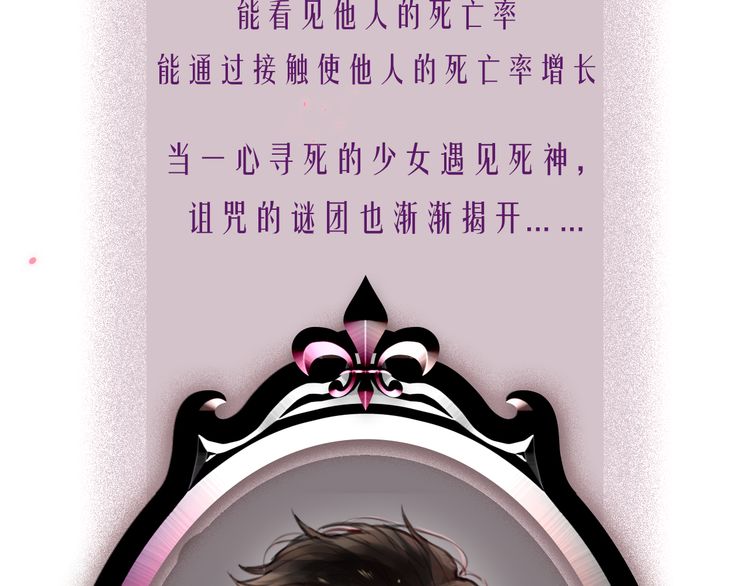 能看见他人的死亡率
能通过接触使他人的死亡率增长
当一心寻死的少女遇见死神，
诅咒的谜团也渐渐揭开... ...